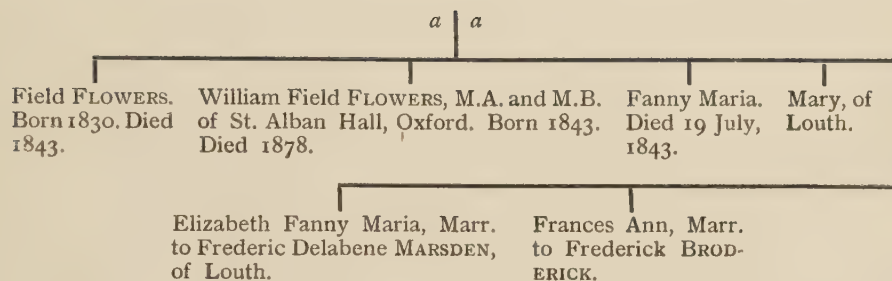 a a
Field FLOWERS.
Born 1830. Died
1843.
William Field FLOWERS, M.A. and M.B.
of St. Alban Hall, Oxford. Born 1843.
Died 1878.
Fanny Maria.
Died 19 July,
1843.
Mary, of
Louth.
Elizabeth Fanny Maria, Marr.
to Frederic Delabene MARSDEN,
of Louth.
Frances Ann, Marr.
to Frederick BROD-
ERICK.